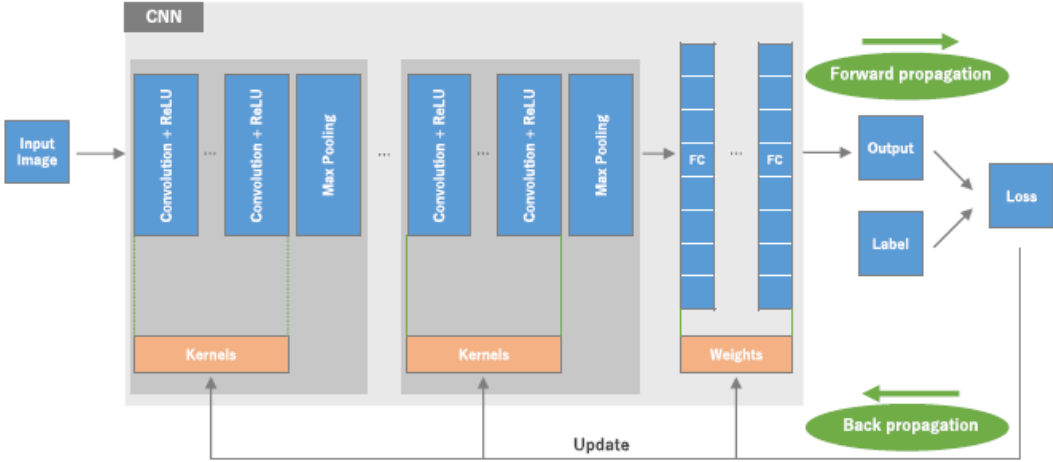 CNN
Forward propagation
Input
Image
Convolution + ReLU
...
Convolution + ReLU
Max Pooling
...
Convolution + ReLU
...
Convolution + ReLU
Max Pooling
FC
...
FC
Output
Label
Loss
Kernels
Kernels
Weights
Back propagation
Update